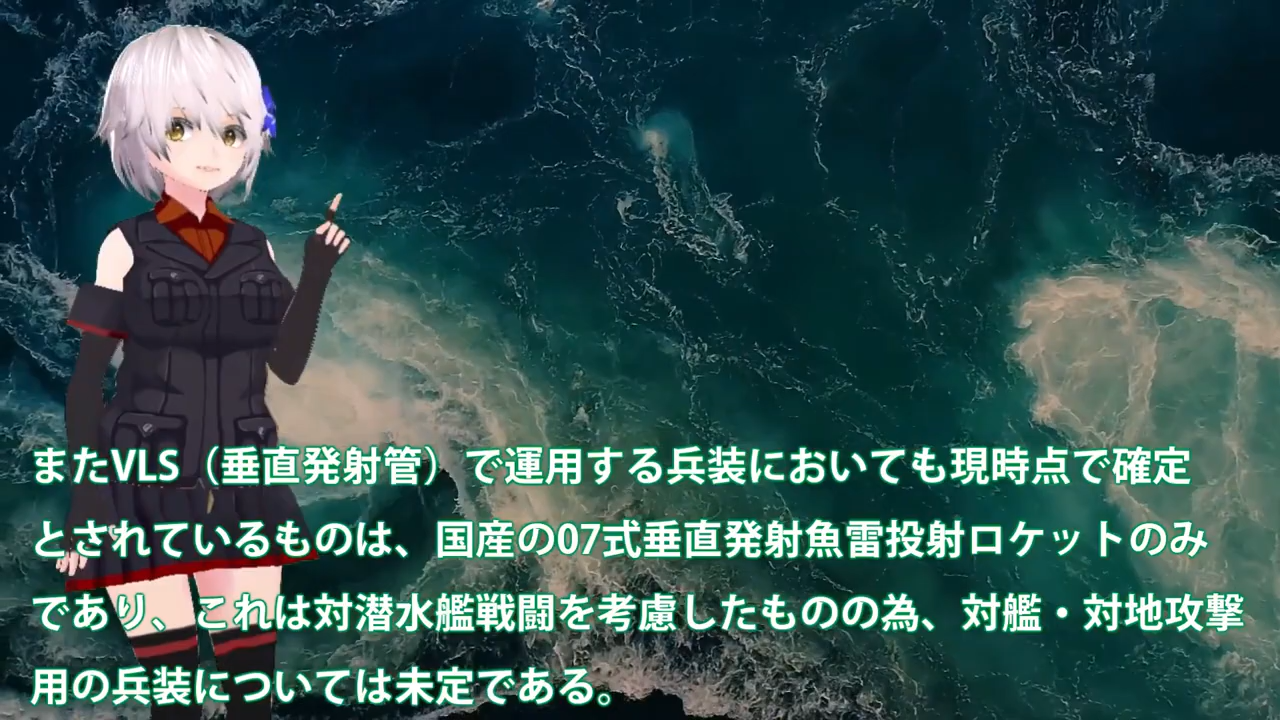 またVLS（垂直発射管）で運用する兵装においても現時点で確定
とされているものは、国産の07式垂直発射魚雷投射ロケットのみ
であり、これは対潜水艦戦闘を考慮したものの為、対艦・対地攻撃
用の兵装については未定である。